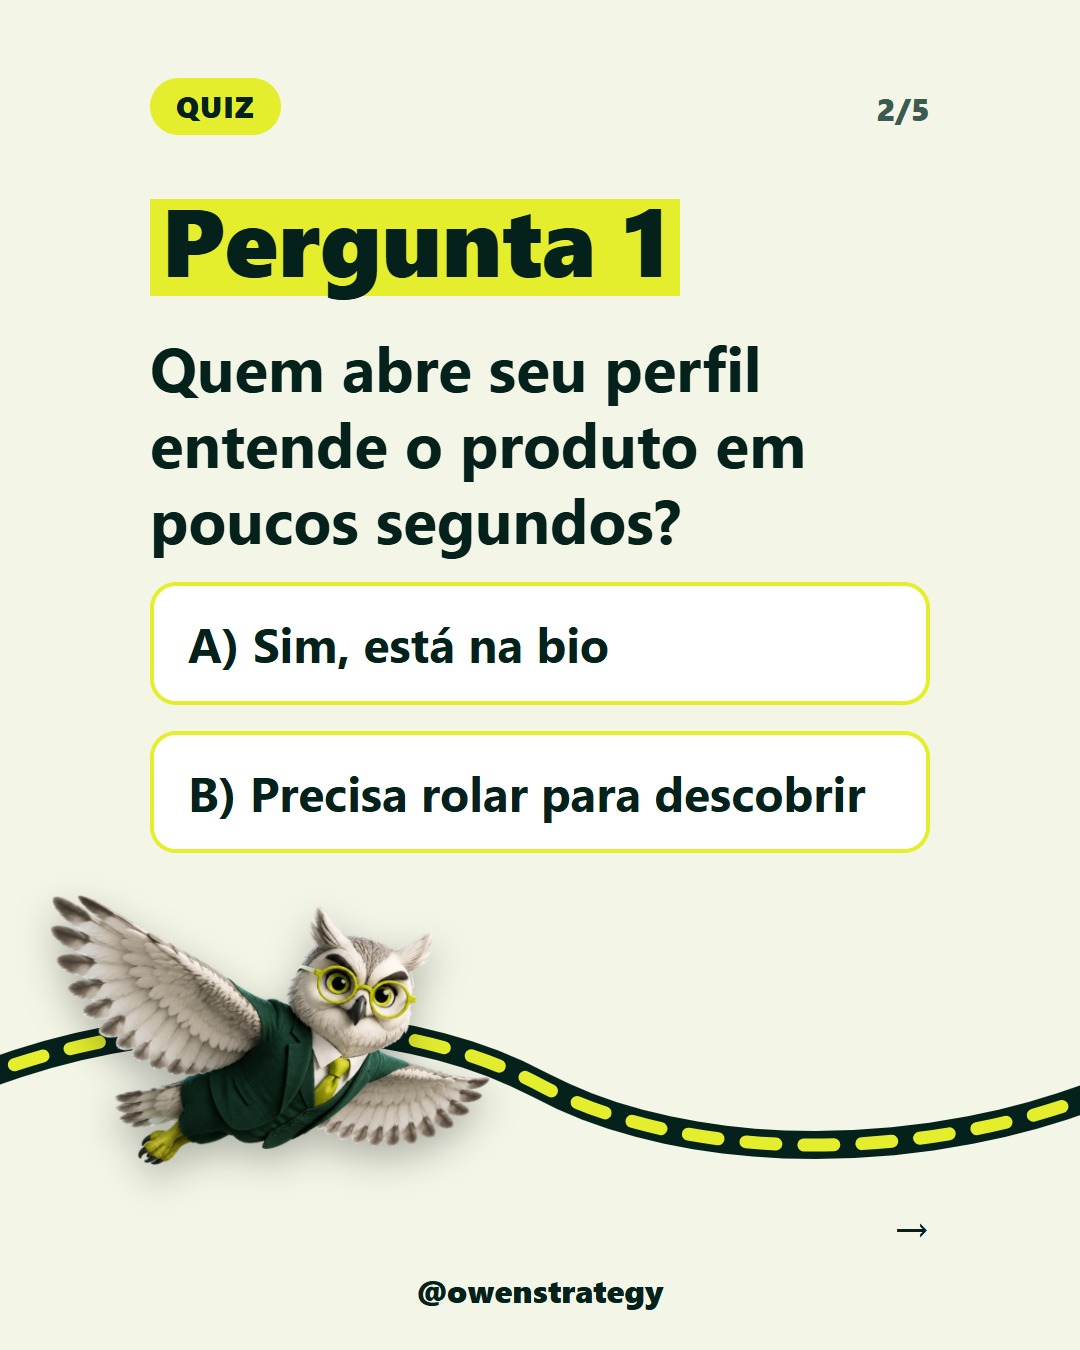 QUIZ
2/5
Pergunta 1
Quem abre seu perfil
entende o produto em
poucos segundos?
A) Sim, está na bio
B) Precisa rolar para descobrir
→
@owenstrategy